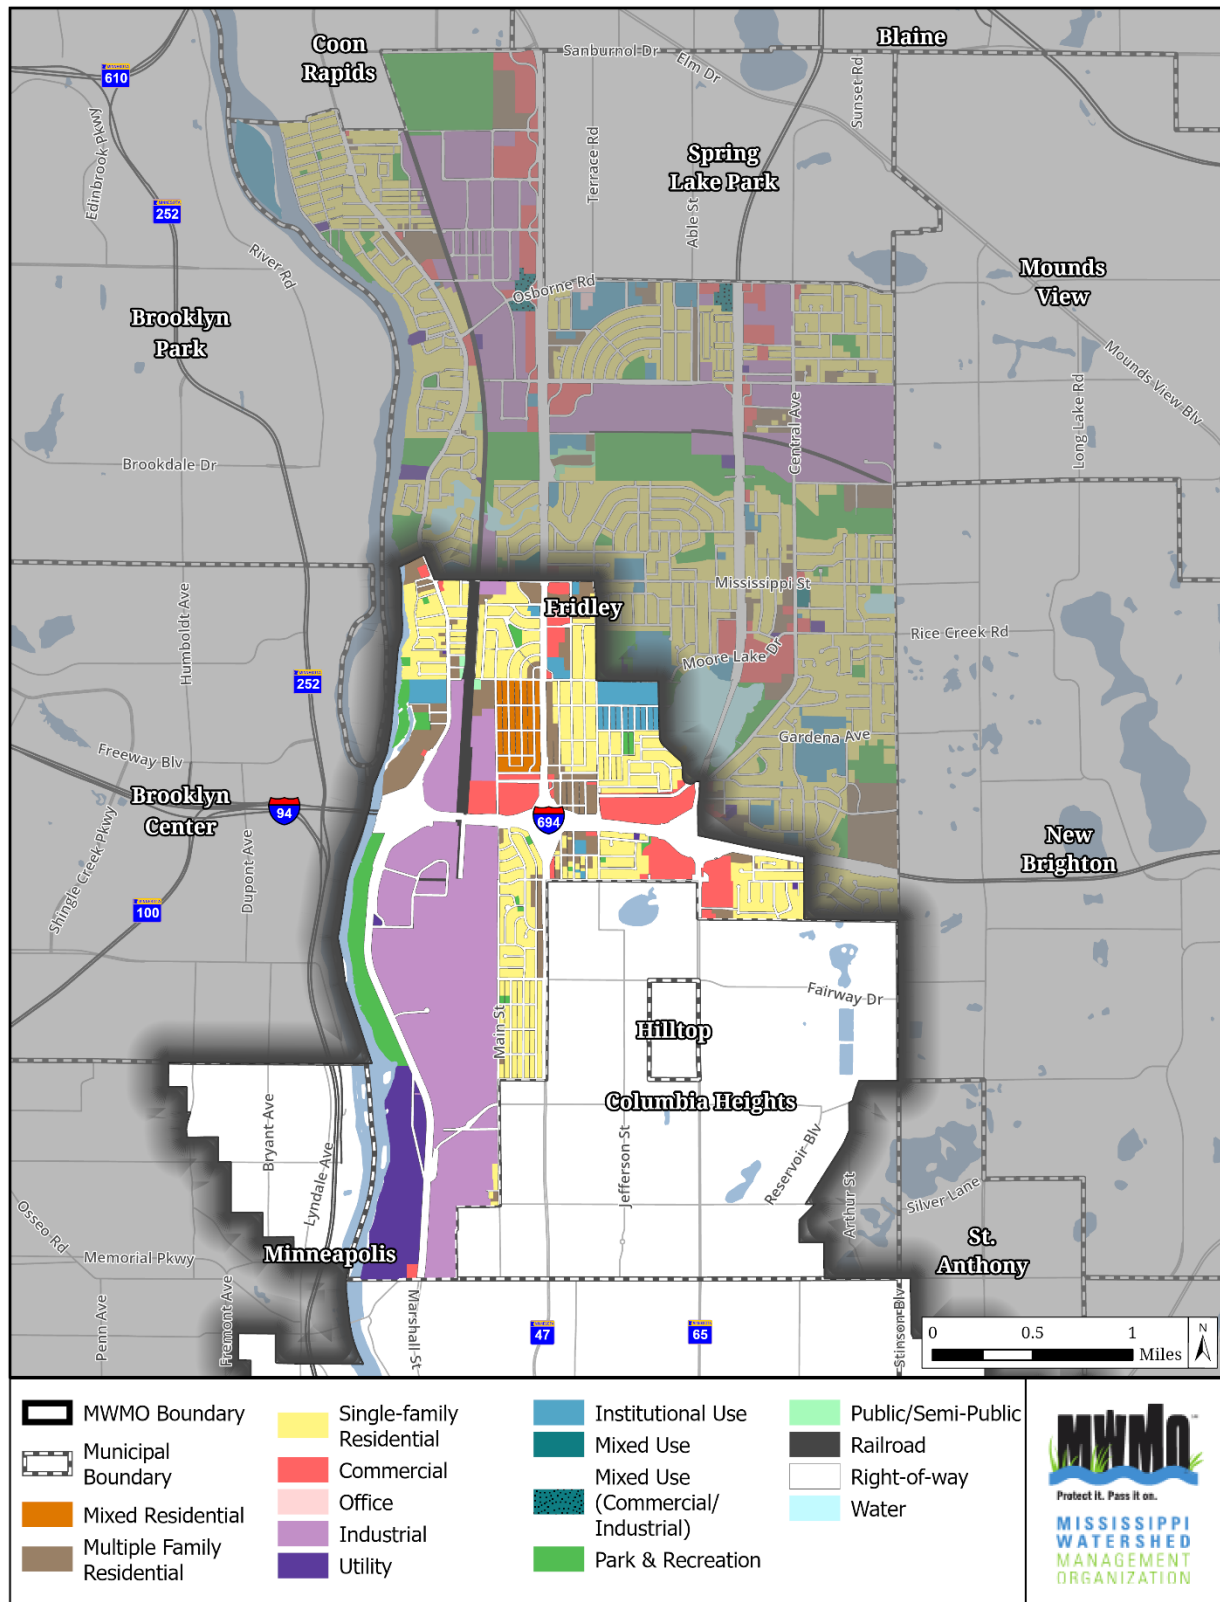 Coon
Rapids
Sanburnol Dr
Blaine
MINNESOTA
610
Elm Dr
Sunset Rd
Edinbrook Pkwy
Terrace Rd
Spring
Lake Park
MINNESOTA
252
Able St
River Rd
Osborne Rd
Mounds
View
Brooklyn
Park
Mounds View Blv
Long Lake Rd
Central Ave
Brookdale Dr
Mississippi St
Humboldt Ave
Fridley
Rice Creek Rd
Moore Lake Dr
MINNESOTA
252
Freeway Blv
Gardena Ave
Brooklyn
Center
94
694
Shingle Creek Pkwy
Dupont Ave
New
Brighton
MINNESOTA
100
Fairway Dr
Main St
Hilltop
Columbia Heights
Bryant Ave
Lyndale Ave
Jefferson St
Reservoir Blv
Arthur St
Silver Lane
Osseo Rd
Memorial Pkwy
Minneapolis
St.
Anthony
Penn Ave
Fremont Ave
Marshall St
MINNESOTA
47
MINNESOTA
65
Stinson Blv
0 0.5 1
Miles
N
MWMO Boundary
Municipal
Boundary
Mixed Residential
Multiple Family
Residential
Single-family
Residential
Commercial
Office
Industrial
Utility
Institutional Use
Mixed Use
Mixed Use
(Commercial/
Industrial)
Park & Recreation
Public/Semi-Public
Railroad
Right-of-way
Water
MWMO
Protect it. Pass it on.
MISSISSIPPI
WATERSHED
MANAGEMENT
ORGANIZATION